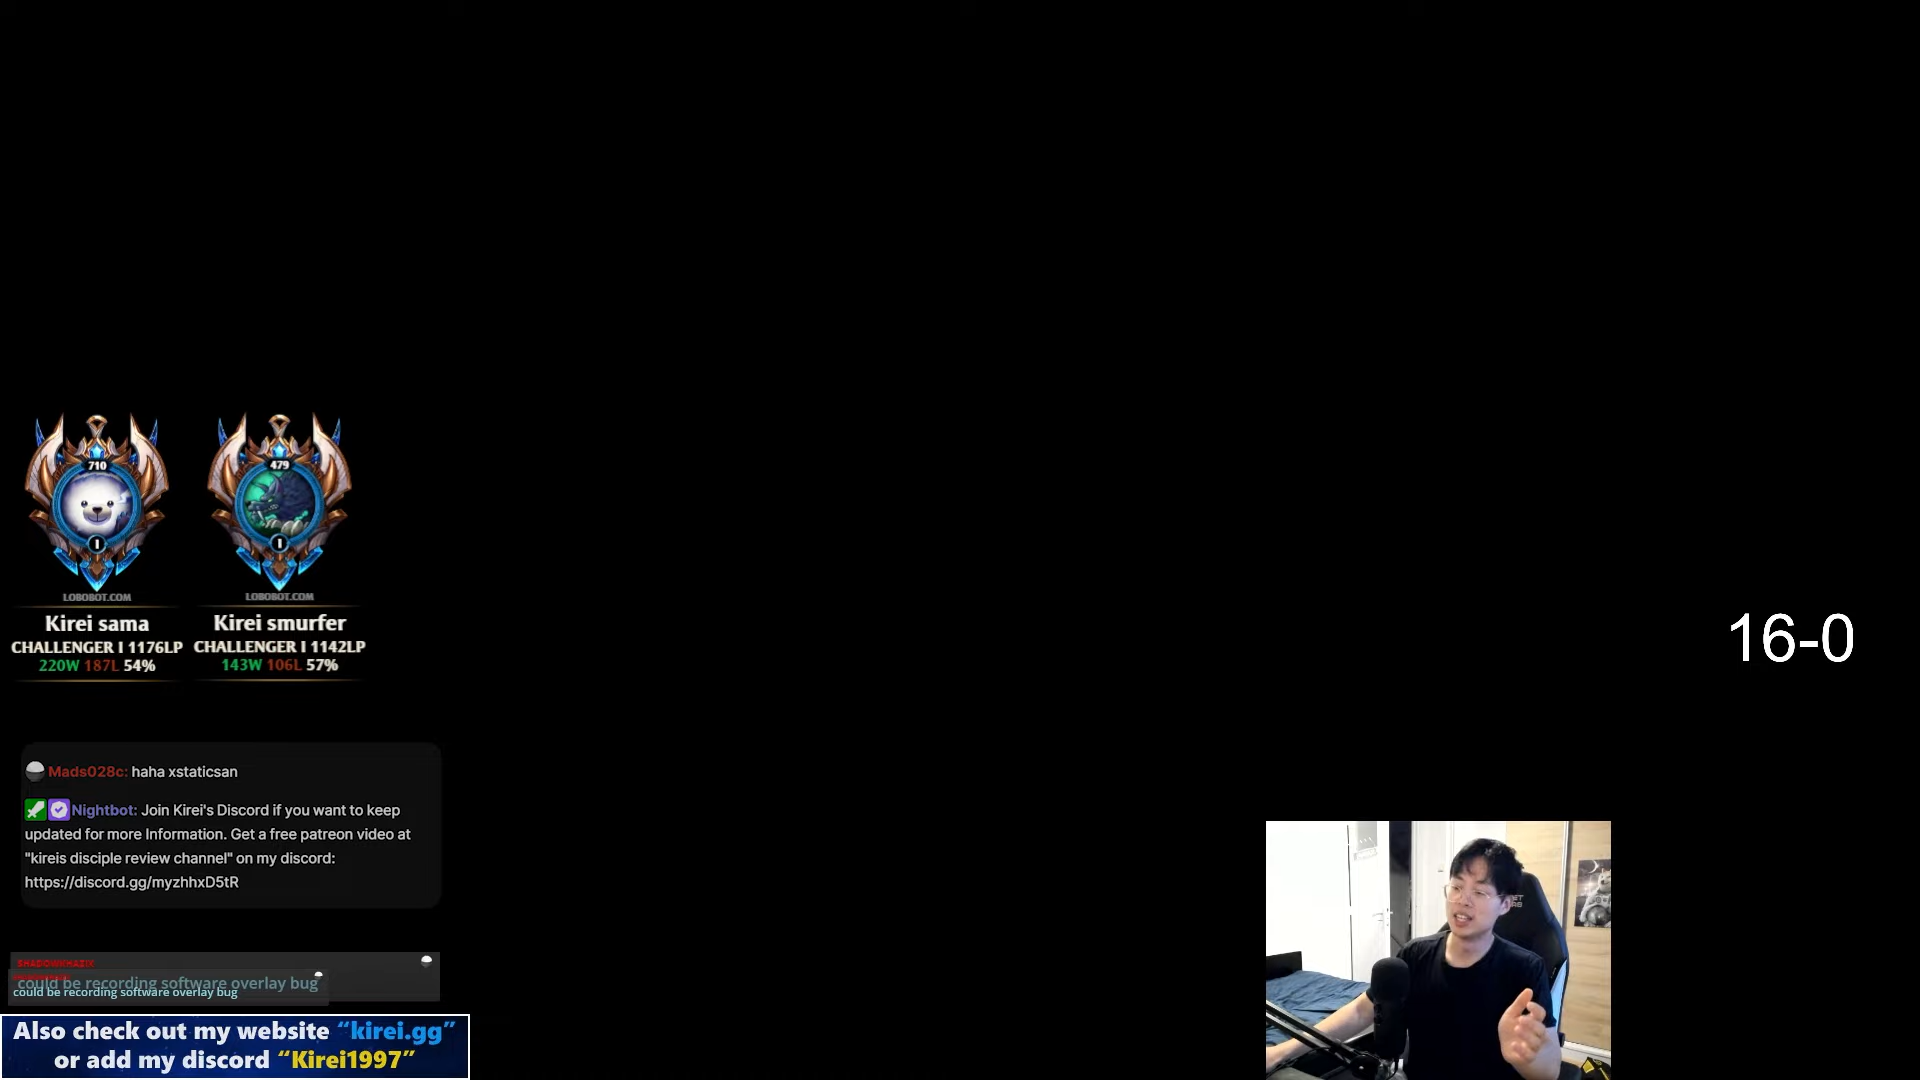 710
479
I
I
LOBOBOT.COM
LOBOBOT.COM
Kirei sama
CHALLENGER I 1176LP
220W 187L 54%
Kirei smurfer
CHALLENGER I 1142LP
143W 106L 57%
16-0
Mads028c: haha xstaticsan
Nightbot: Join Kirei's Discord if you want to keep
updated for more Information. Get a free patreon video at
"kireis disciple review channel" on my discord:
https://discord.gg/myzhhxD5tR
SHADOWKHAZIX
could be recording software overlay bug
could be recording software overlay bug
Also check out my website “kirei.gg”
or add my discord “Kirei1997”